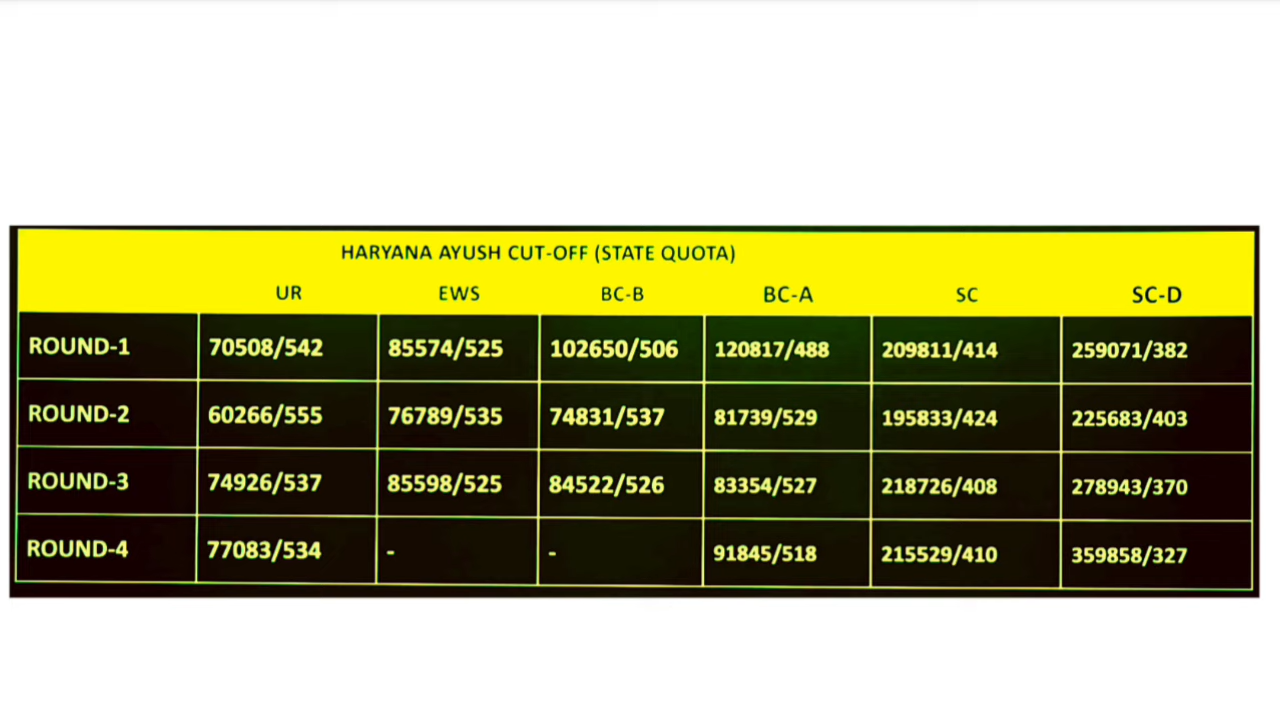 HARYANA AYUSH CUT-OFF (STATE QUOTA)
UR EWS BC-B BC-A SC SC-D
ROUND-1 70508/542 85574/525 102650/506 120817/488 209811/414 259071/382
ROUND-2 60266/555 76789/535 74831/537 81739/529 195833/424 225683/403
ROUND-3 74926/537 85598/525 84522/526 83354/527 218726/408 278943/370
ROUND-4 77083/534 - - 91845/518 215529/410 359858/327